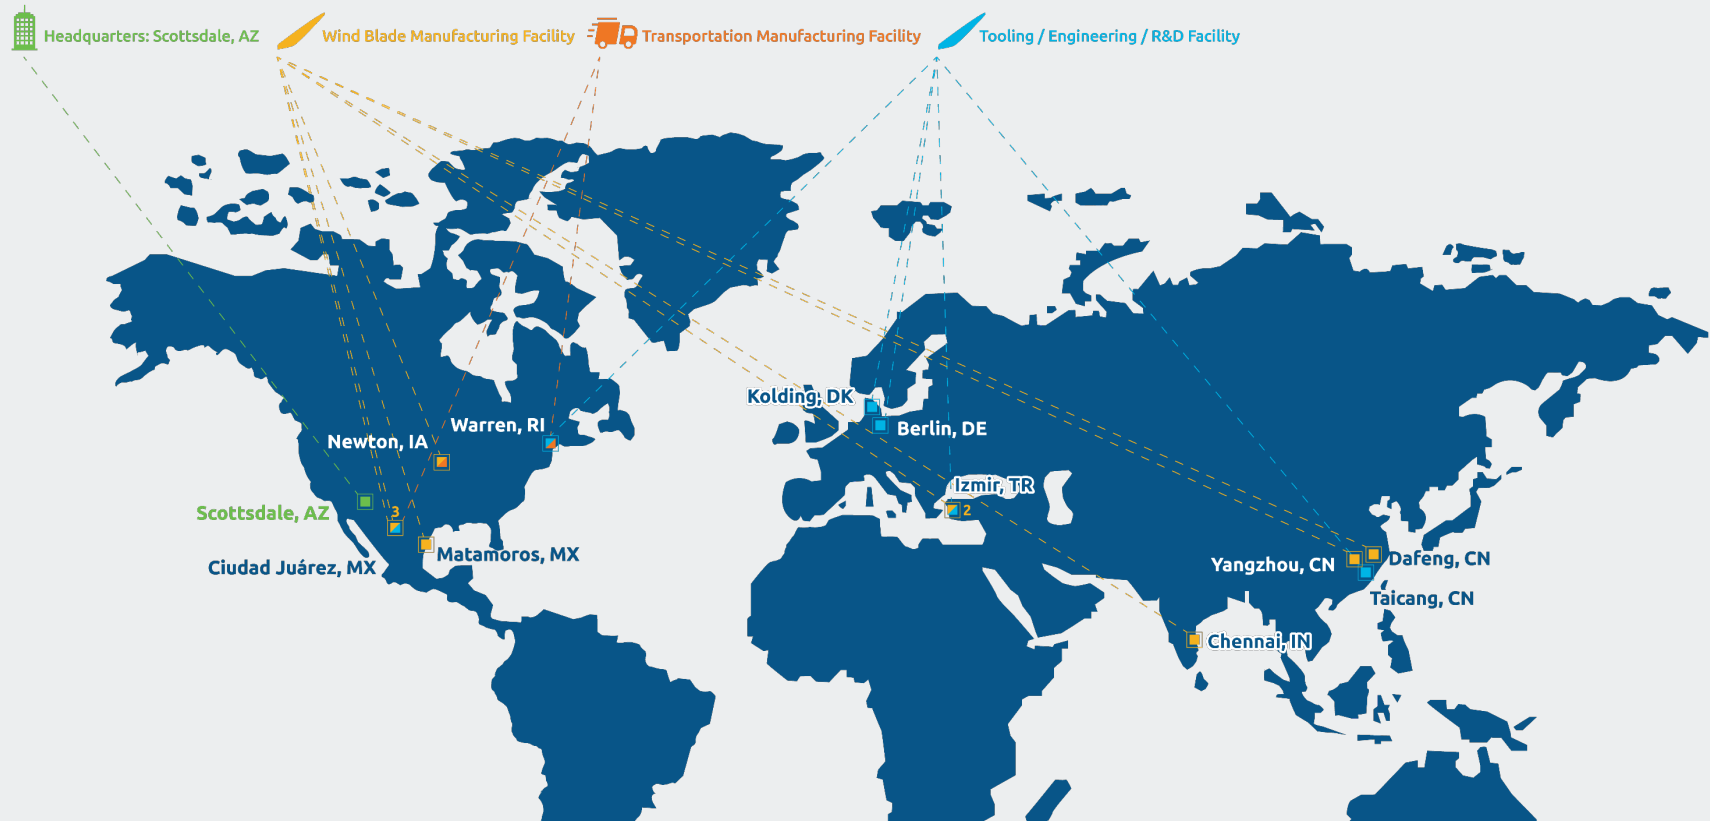 Headquarters: Scottsdale, AZ
Wind Blade Manufacturing Facility
Transportation Manufacturing Facility
Tooling / Engineering / R&D Facility
Kolding, DK
Warren, RI
Berlin, DE
Newton, IA
Izmir, TR
2
Scottsdale, AZ
3
Matamoros, MX
Ciudad Juárez, MX
Yangzhou, CN
Dafeng, CN
Taicang, CN
Chennai, IN